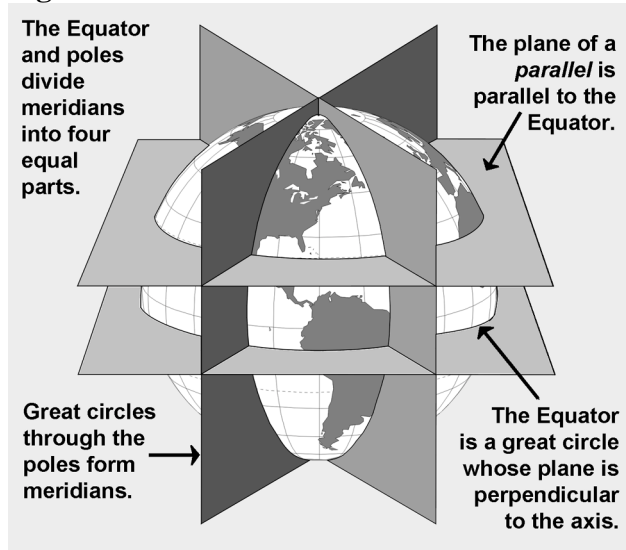 The Equator
and poles
divide
meridians
into four
equal
parts.
The plane of a
parallel is
parallel to the
Equator.
Great circles
through the
poles form
meridians.
The Equator
is a great circle
whose plane is
perpendicular
to the axis.